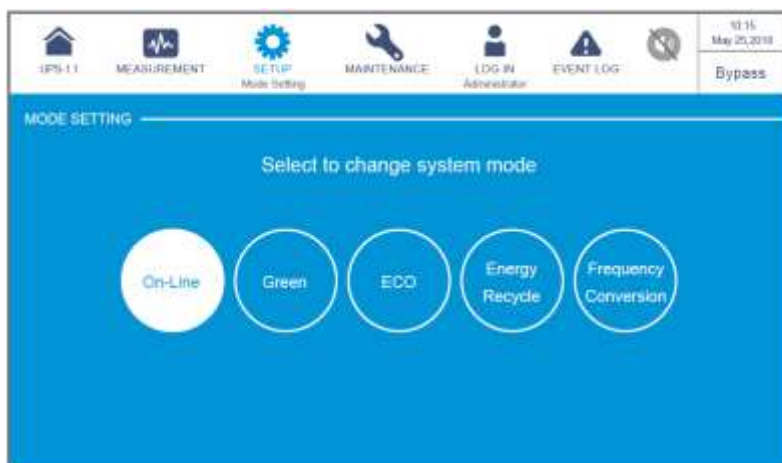 10:15
May 25,2018
UPS-1.1
MEASUREMENT
SETUP
MAINTENANCE
LOG IN
EVENT LOG
Mode Setting
Administrator
Bypass
MODE SETTING
Select to change system mode
On-Line
Green
ECO
Energy
Recycle
Frequency
Conversion